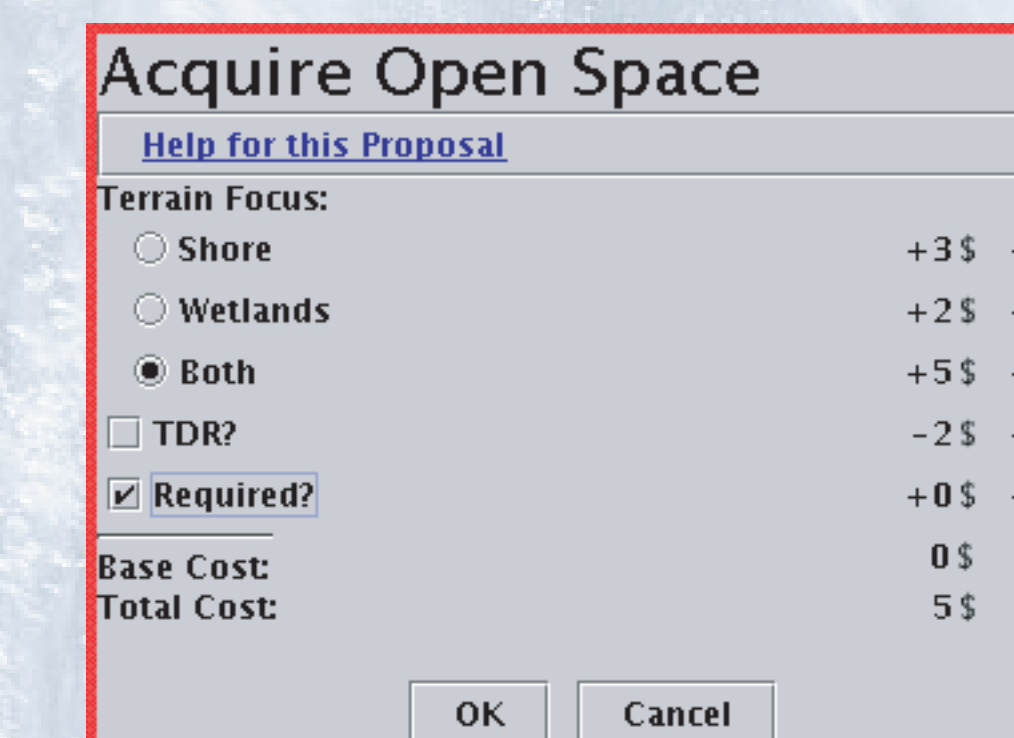 Acquire Open Space
Help for this Proposal
Terrain Focus:
Shore +3$
Wetlands +2$
Both +5$
TDR? -2$
Required? +0$
Base Cost: 0$
Total Cost: 5$
OK Cancel